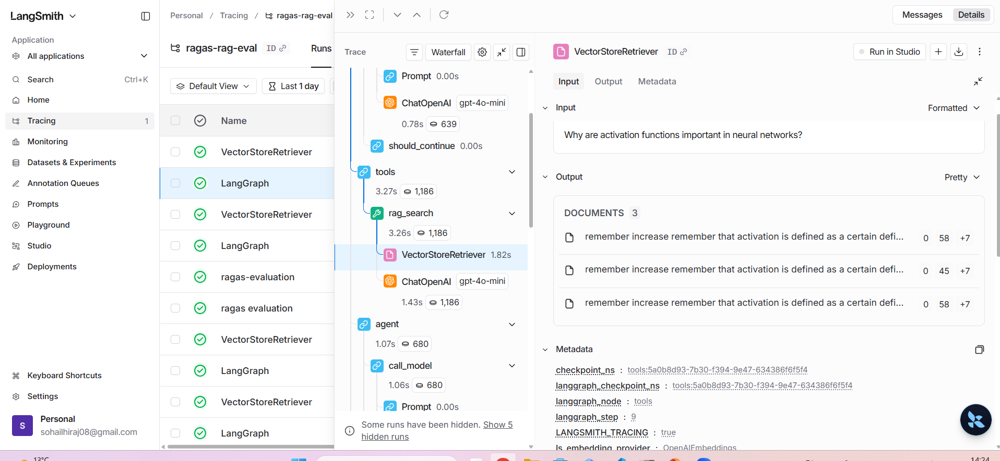 LangSmith
Application
All applications
Search Ctrl+K
Home
Tracing 1
Monitoring
Datasets & Experiments
Annotation Queues
Prompts
Playground
Studio
Deployments
Keyboard Shortcuts
Settings
S
Personal
sohailhiraj08@gmail.com
Personal / Tracing / ragas-rag-eval
ragas-rag-eval ID Runs
Default View Last 1 day
Name
VectorStoreRetriever
LangGraph
VectorStoreRetriever
LangGraph
ragas-evaluation
ragas evaluation
VectorStoreRetriever
LangGraph
VectorStoreRetriever
LangGraph
Trace Waterfall
Prompt 0.00s
ChatOpenAI gpt-4o-mini
0.78s 639
should_continue 0.00s
tools
3.27s 1,186
rag_search
3.26s 1,186
VectorStoreRetriever 1.82s
ChatOpenAI gpt-4o-mini
1.43s 1,186
agent
1.07s 680
call_model
1.06s 680
Prompt 0.00s
Some runs have been hidden. Show 5
hidden runs
Messages Details
VectorStoreRetriever ID Run in Studio
Input Output Metadata
Input Formatted
Why are activation functions important in neural networks?
Output Pretty
DOCUMENTS 3
remember increase remember that activation is defined as a certain defi... 0 58 +7
remember increase remember that activation is defined as a certain defi... 0 45 +7
remember increase remember that activation is defined as a certain defi... 0 58 +7
Metadata
checkpoint_ns : tools:5a0b8d93-7b30-f394-9e47-634386f6f5f4
langgraph_checkpoint_ns : tools:5a0b8d93-7b30-f394-9e47-634386f6f5f4
langgraph_node : tools
langgraph_step : 9
LANGSMITH_TRACING : true
ls_embedding_provider : OpenAIEmbeddings
13°C
14:24